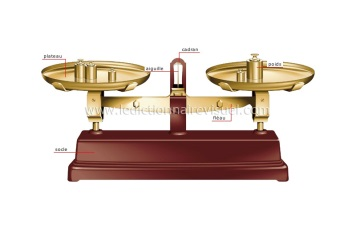 cadran
plateau
aiguille
poids
www.ledictionnairevisuel.com
fléau
socle